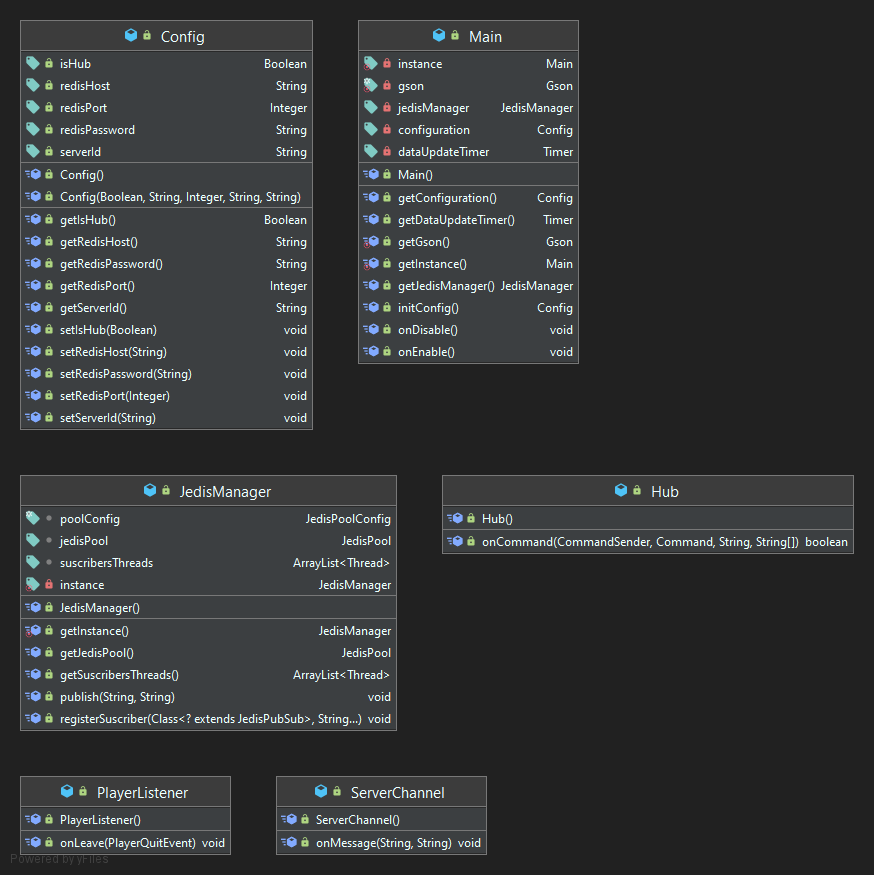 Config
isHub Boolean
redisHost String
redisPort Integer
redisPassword String
serverId String
Config()
Config(Boolean, String, Integer, String, String)
getIsHub() Boolean
getRedisHost() String
getRedisPassword() String
getRedisPort() Integer
getServerId() String
setIsHub(Boolean) void
setRedisHost(String) void
setRedisPassword(String) void
setRedisPort(Integer) void
setServerId(String) void
Main
instance Main
gson Gson
jedisManager JedisManager
configuration Config
dataUpdateTimer Timer
Main()
getConfiguration() Config
getDataUpdateTimer() Timer
getGson() Gson
getInstance() Main
getJedisManager() JedisManager
initConfig() Config
onDisable() void
onEnable() void
JedisManager
poolConfig JedisPoolConfig
jedisPool JedisPool
suscribersThreads ArrayList<Thread>
instance JedisManager
JedisManager()
getInstance() JedisManager
getJedisPool() JedisPool
getSuscribersThreads() ArrayList<Thread>
publish(String, String) void
registerSuscriber(Class<? extends JedisPubSub>, String...) void
Hub
Hub()
onCommand(CommandSender, Command, String, String[]) boolean
PlayerListener
PlayerListener()
onLeave(PlayerQuitEvent) void
ServerChannel
ServerChannel()
onMessage(String, String) void
Powered by yFiles